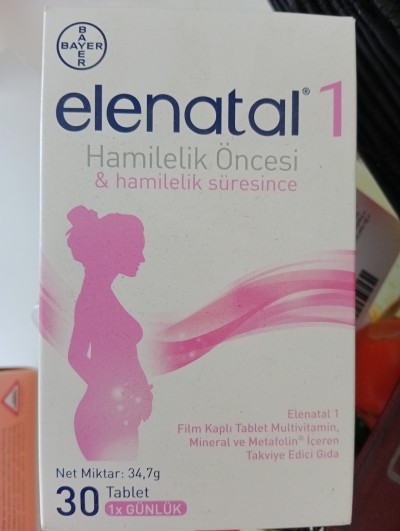 BAYER
BAYER
elenatal® 1
Hamilelik Öncesi
& hamilelik süresince
Elenatal 1
Film Kaplı Tablet Multivitamin,
Mineral ve Metafolin® İçeren
Takviye Edici Gıda
Net Miktar: 34,7g
30 Tablet
1x GÜNLÜK